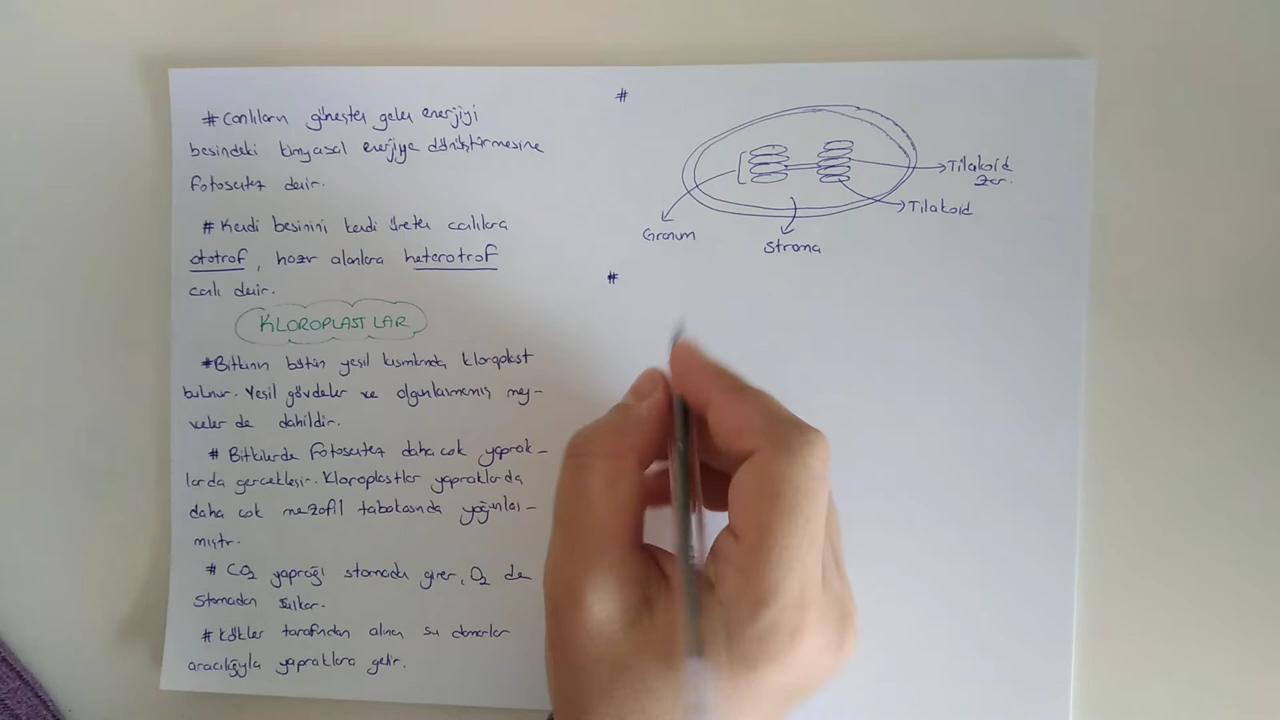 # Canlıların güneşten gelen enerjiyi
besindeki kimyasal enerjiye dönüştürmesine
fotosentez denir.
# Kendi besinini kendi üreten canlılara
ototrof, hazır alanlara heterotrof
canlı denir.
KLOROPLASTLAR
# Bitkinin bütün yeşil kısımlarında kloroplast
bulunur. Yeşil gövdeler ve olgunlaşmamış mey-
veler de dahildir.
# Bitkilerde fotosentez daha çok yaprak-
larda gerçekleşir. Kloroplastlar yapraklarda
daha çok mezofil tabakasında yoğunlaş-
mıştır.
# CO₂ yaprağa stomadan girer, O₂ de
stomadan çıkar.
# Kökler tarafından alınan su damarlar
aracılığıyla yapraklara gelir.
#
Tilakoid
zar.
Tilakoid
Granum
Stroma
#